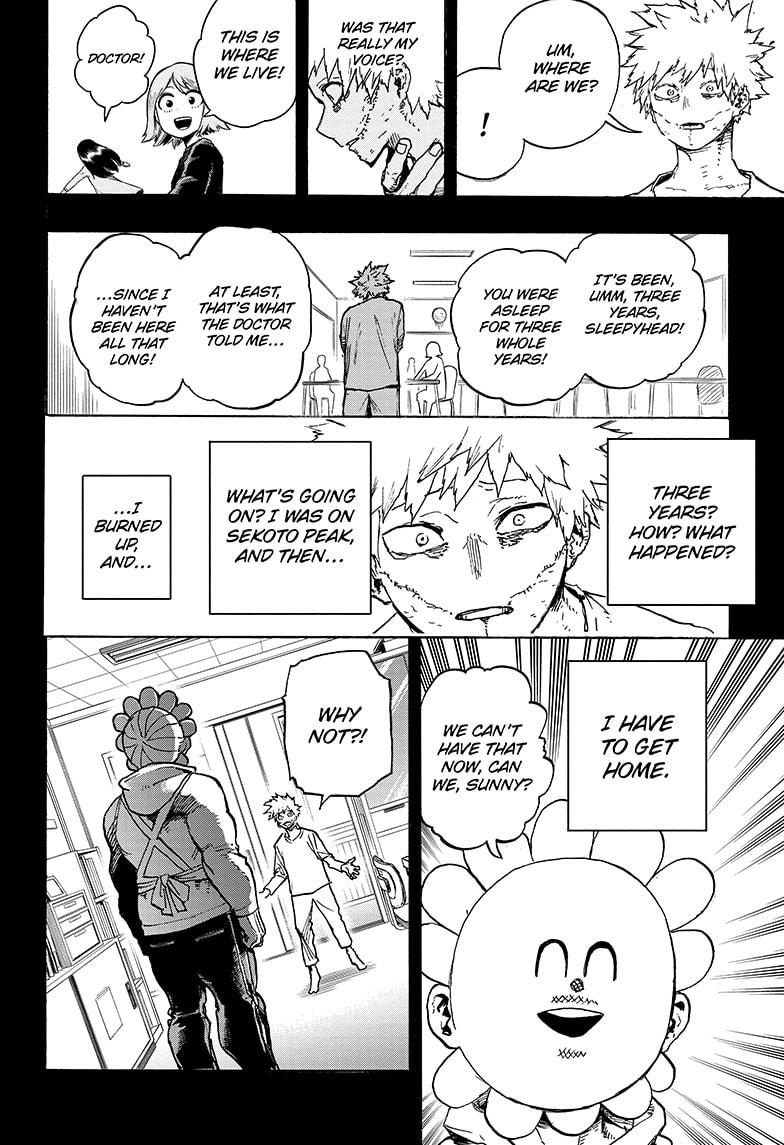 UM,
WHERE
ARE WE?
!
WAS THAT
REALLY MY
VOICE?
THIS IS
WHERE
WE LIVE!
DOCTOR!
IT'S BEEN,
UMM, THREE
YEARS,
SLEEPYHEAD!
YOU WERE
ASLEEP
FOR THREE
WHOLE
YEARS!
AT LEAST,
THAT'S WHAT
THE DOCTOR
TOLD ME...
...SINCE I
HAVEN'T
BEEN HERE
ALL THAT
LONG!
THREE
YEARS?
HOW? WHAT
HAPPENED?
WHAT'S GOING
ON? I WAS ON
SEKOTO PEAK,
AND THEN...
...I
BURNED
UP,
AND...
I HAVE
TO GET
HOME.
WE CAN'T
HAVE THAT
NOW, CAN
WE, SUNNY?
WHY
NOT?!